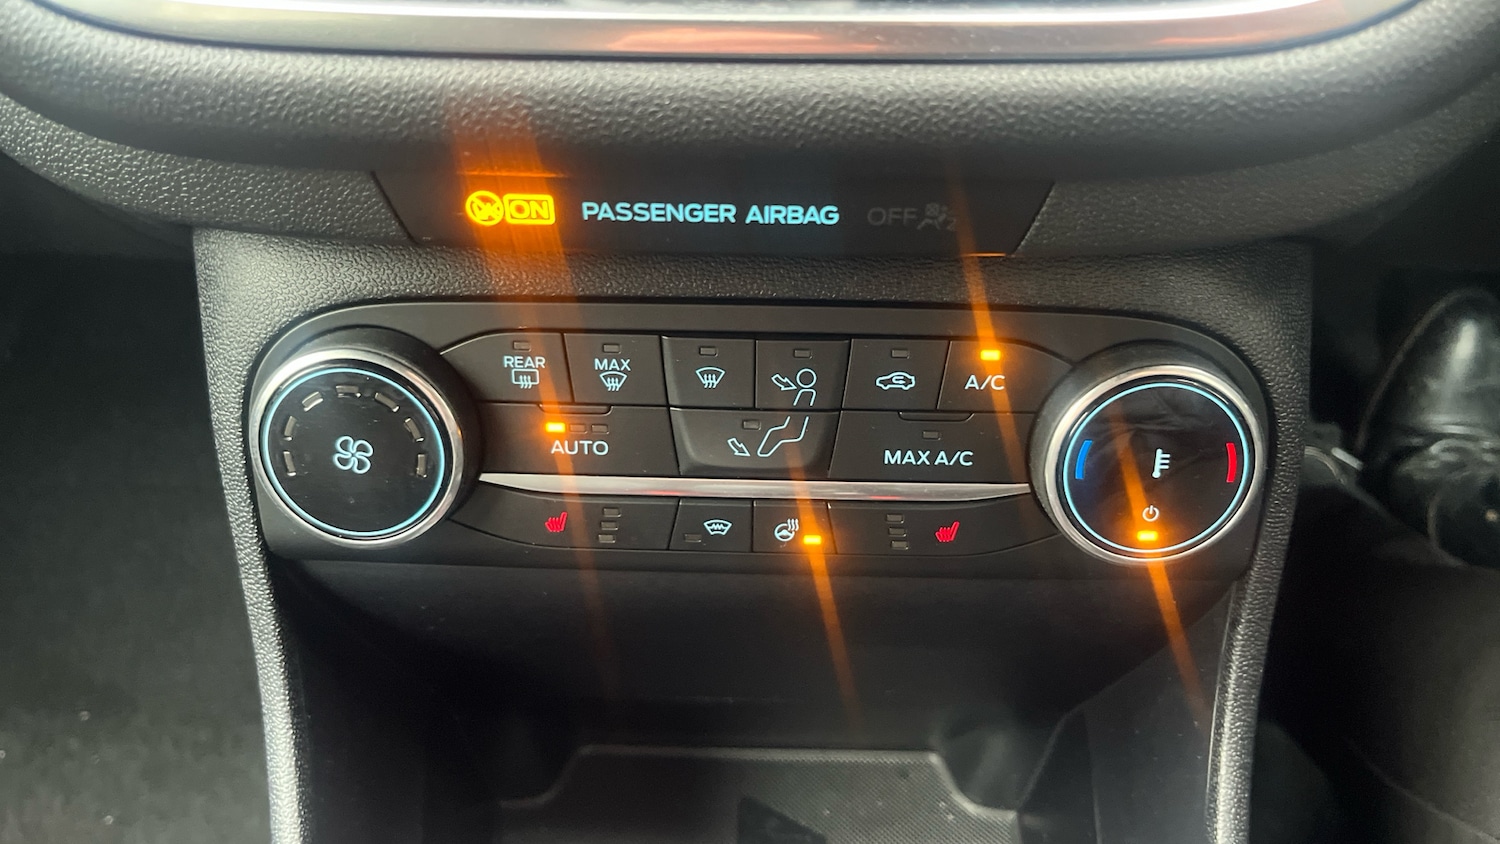 ON PASSENGER AIRBAG OFF
REAR
MAX
A/C
AUTO
MAX A/C